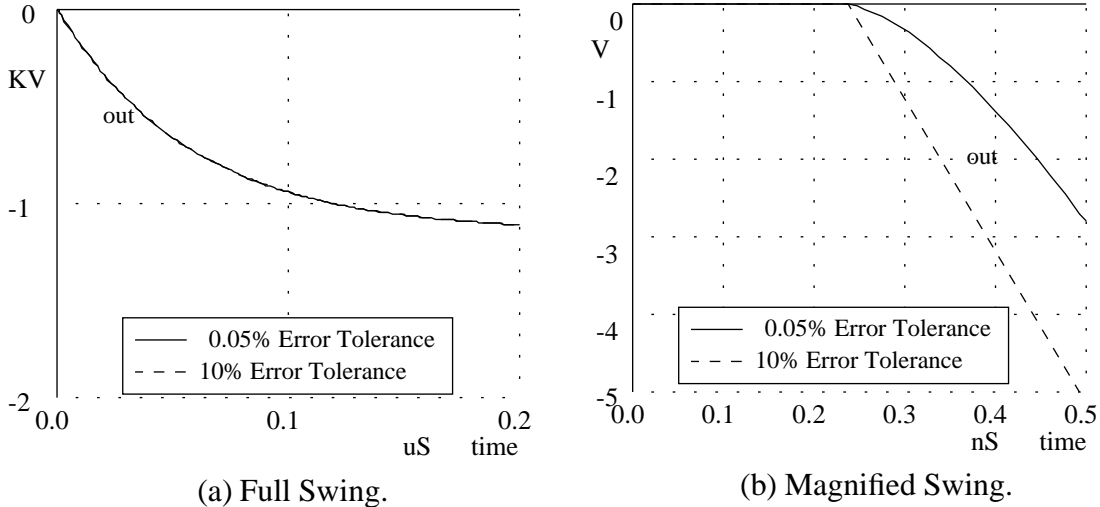 0
KV
out
-1
0.05% Error Tolerance
10% Error Tolerance
-2
0.0
0.1
0.2
uS
time
(a) Full Swing.
0
V
-1
out
-2
-3
0.05% Error Tolerance
-4
10% Error Tolerance
-5
0.0
0.1
0.2
0.3
0.4
0.5
nS
time
(b) Magnified Swing.